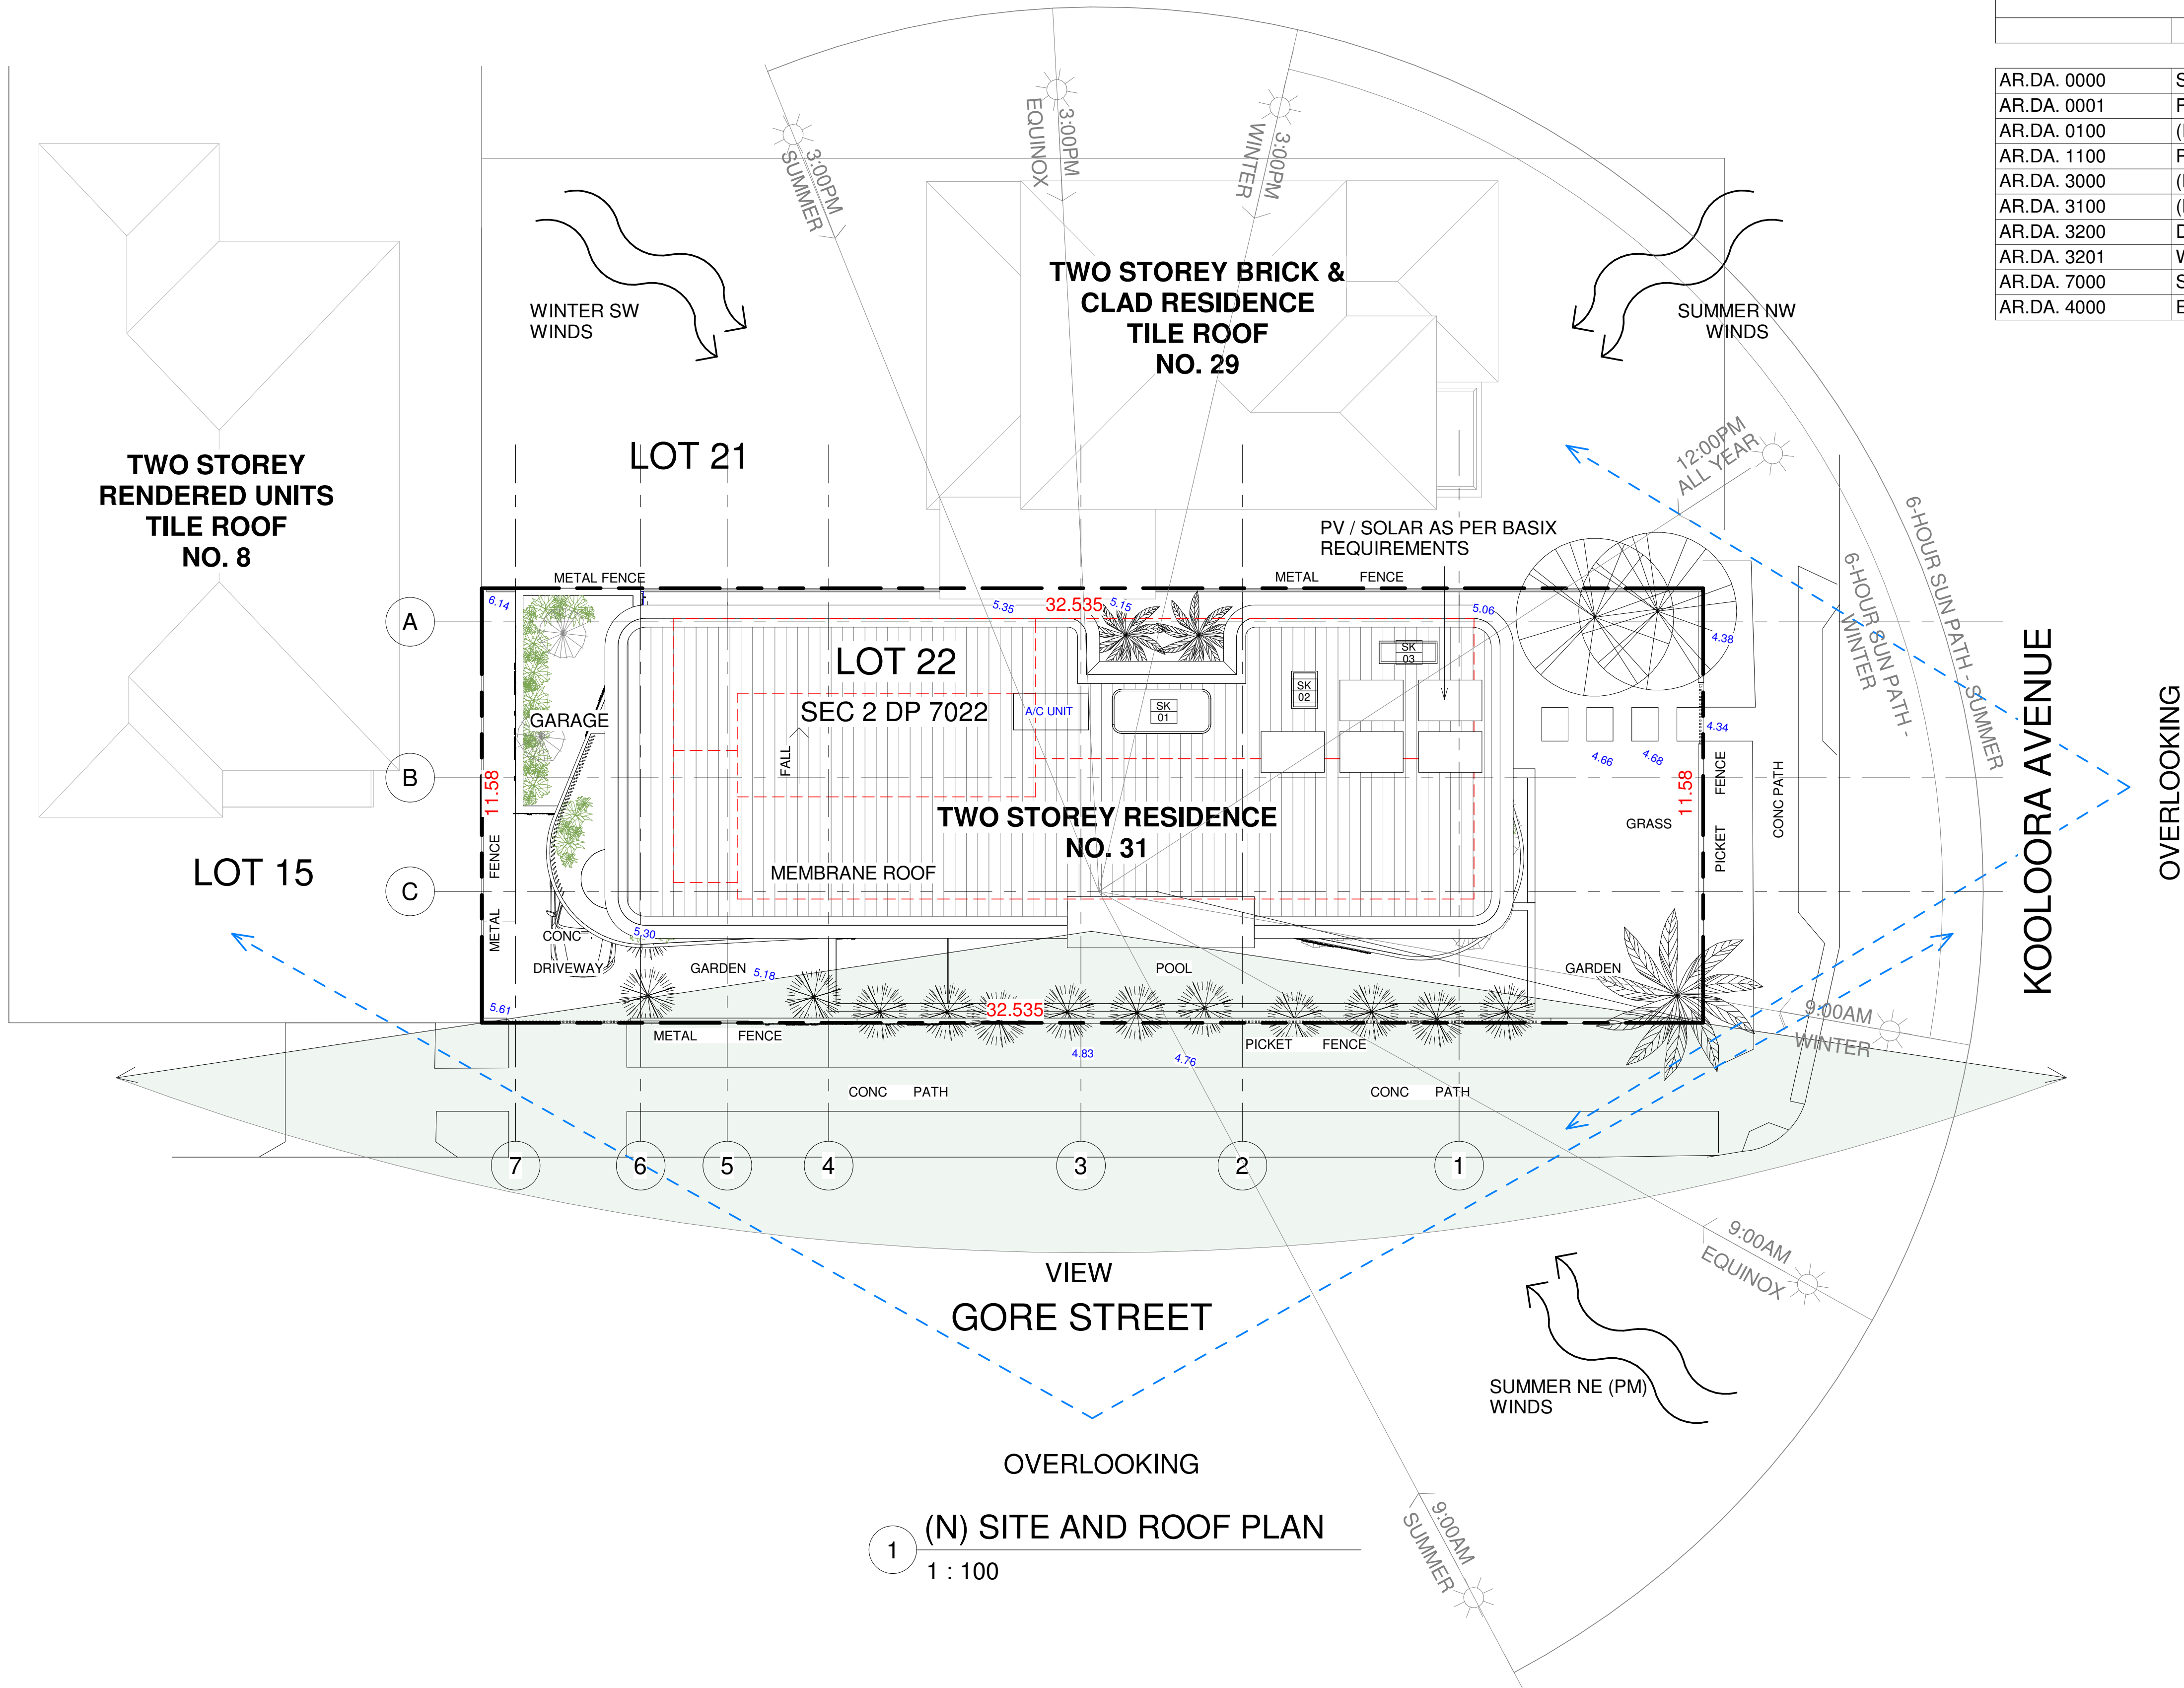 AR.DA. 0000
AR.DA. 0001
AR.DA. 0100
AR.DA. 1100
AR.DA. 3000
AR.DA. 3100
AR.DA. 3200
AR.DA. 3201
AR.DA. 7000
AR.DA. 4000
3:00PM
SUMMER
3:00PM
EQUINOX
3:00PM
WINTER
WINTER SW
WINDS
TWO STOREY BRICK &
CLAD RESIDENCE
TILE ROOF
NO. 29
SUMMER NW
WINDS
12:00PM
ALL YEAR
6-HOUR SUN PATH - SUMMER
6-HOUR SUN PATH -
WINTER
TWO STOREY
RENDERED UNITS
TILE ROOF
NO. 8
LOT 21
PV / SOLAR AS PER BASIX
REQUIREMENTS
METAL FENCE
METAL FENCE
A
6.14
5.35
32.535
5.15
5.06
4.38
LOT 22
SEC 2 DP 7022
A/C UNIT
SK
01
SK
02
SK
03
GARAGE
FALL
4.34
4.66
4.68
B
11.58
11.58
TWO STOREY RESIDENCE
NO. 31
GRASS
PICKET FENCE
CONC PATH
KOOLOORA AVENUE
OVERLOOKING
LOT 15
METAL FENCE
MEMBRANE ROOF
C
5.30
CONC
DRIVEWAY
GARDEN
5.18
POOL
GARDEN
5.61
32.535
METAL FENCE
4.83
4.76
PICKET FENCE
9:00AM
WINTER
CONC PATH
CONC PATH
7
6
5
4
3
2
1
9:00AM
EQUINOX
VIEW
GORE STREET
SUMMER NE (PM)
WINDS
OVERLOOKING
9:00AM
SUMMER
1
(N) SITE AND ROOF PLAN
1 : 100